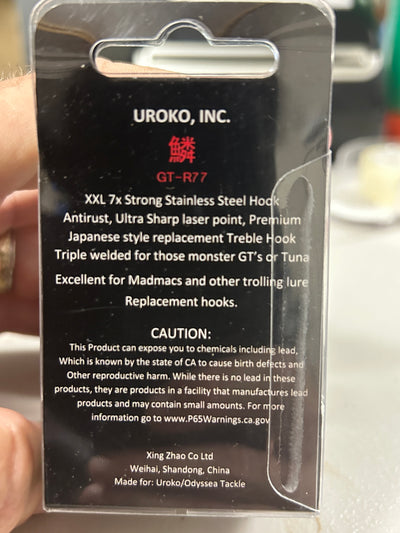 UROKO, INC.
鱗
GT-R77
XXL 7x Strong Stainless Steel Hook
Antirust, Ultra Sharp laser point, Premium
Japanese style replacement Treble Hook
Triple welded for those monster GT's or Tuna
Excellent for Madmacs and other trolling lure
Replacement hooks.
CAUTION:
This Product can expose you to chemicals including lead,
Which is known by the state of CA to cause birth defects and
Other reproductive harm. While there is no lead in these
products, they are products in a facility that manufactures lead
products and may contain small amounts. For more
information go to www.P65Warnings.ca.gov
Xing Zhao Co Ltd
Weihai, Shandong, China
Made for: Uroko/Odyssea Tackle